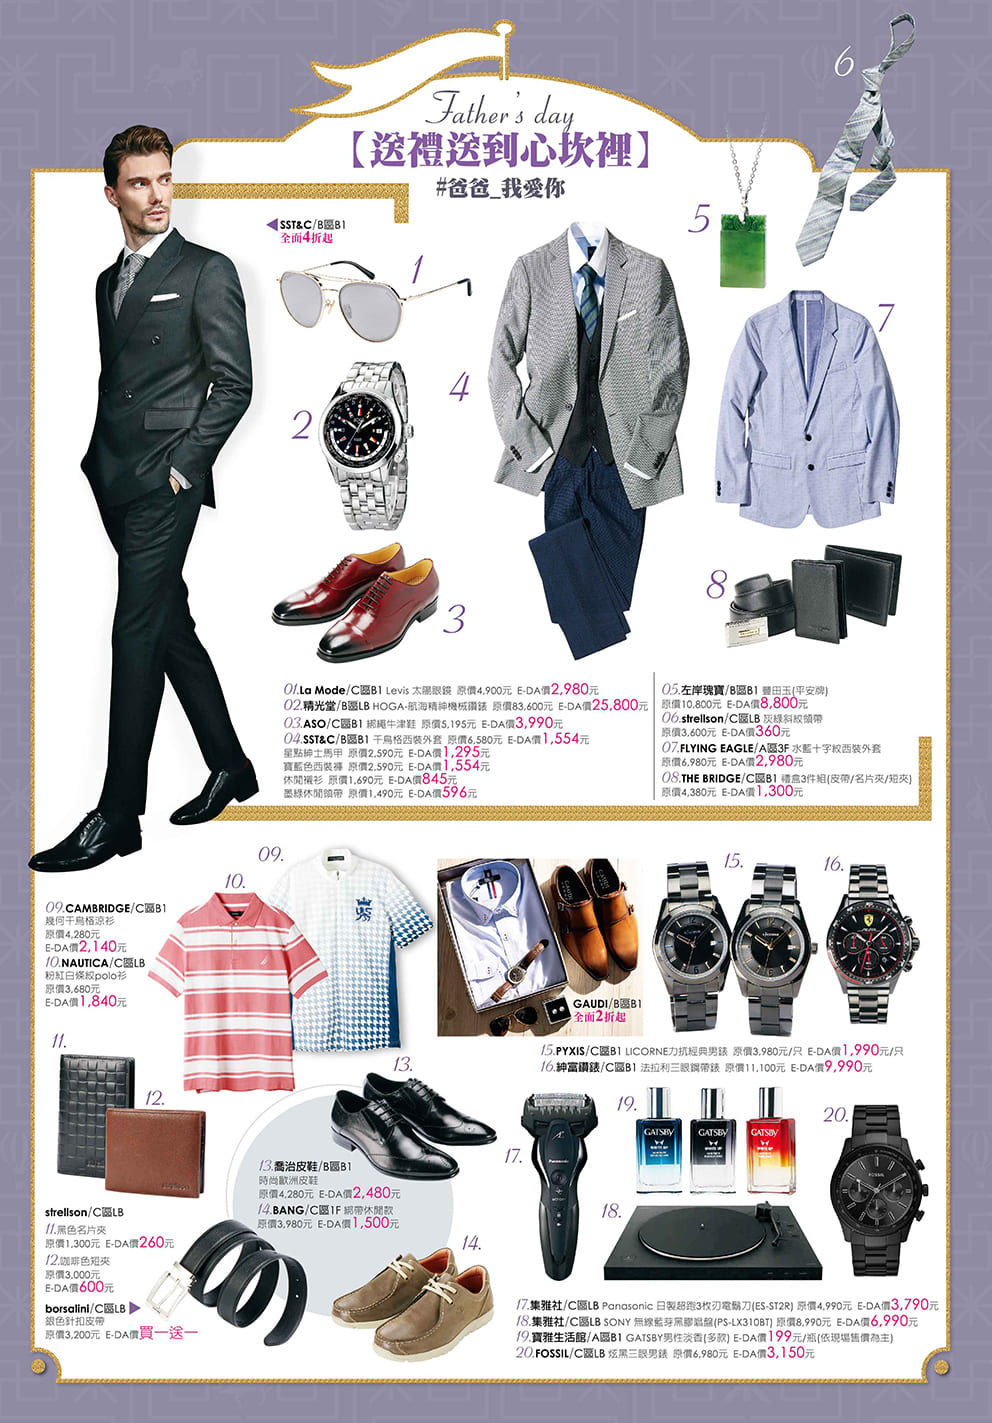 Father's day
【送禮送到心坎裡】
#爸爸_我愛你
◀SST&C/B區B1
全面4折起
1
2
3
4
5
6
7
8
01.La Mode/C區B1 Levis 太陽眼鏡 原價4,900元 E-DA價2,980元
02.精光堂/B區LB HOGA-航海精神機械鑽錶 原價83,600元 E-DA價25,800元
03.ASO/C區B1 綁繩牛津鞋 原價5,195元 E-DA價3,990元
04.SST&C/B區B1 千鳥格西裝外套 原價6,580元 E-DA價1,554元
星點紳士馬甲 原價2,590元 E-DA價1,295元
寶藍色西裝褲 原價2,590元 E-DA價1,554元
休閒襯衫 原價1,690元 E-DA價845元
墨綠休閒領帶 原價1,490元 E-DA價596元
05.左岸瑰寶/B區B1 豐田玉(平安牌)
原價10,800元 E-DA價8,800元
06.strellson/C區LB 灰綠斜紋領帶
原價3,600元 E-DA價360元
07.FLYING EAGLE/A區3F 水藍十字紋西裝外套
原價6,980元 E-DA價2,980元
08.THE BRIDGE/C區B1 禮盒3件組(皮帶/名片夾/短夾)
原價4,380元 E-DA價1,300元
09.
10.
09.CAMBRIDGE/C區B1
幾何千鳥格涼衫
原價4,280元
E-DA價2,140元
10.NAUTICA/C區LB
粉紅白條紋polo衫
原價3,680元
E-DA價1,840元
GAUDI/B區B1
全面2折起
15.
16.
15.PYXIS/C區B1 LICORNE力抗經典男錶 原價3,980元/只 E-DA價1,990元/只
16.紳富鑽錶/C區B1 法拉利三眼鋼帶錶 原價11,100元 E-DA價9,990元
11.
12.
13.
13.喬治皮鞋/B區B1
時尚歐洲皮鞋
原價4,280元 E-DA價2,480元
14.BANG/C區1F 綁帶休閒款
原價3,980元 E-DA價1,500元
14.
strellson/C區LB
11.黑色名片夾
原價1,300元 E-DA價260元
12.咖啡色短夾
原價3,000元
E-DA價600元
borsalini/C區LB▶
銀色針扣皮帶
原價3,200元 E-DA價買一送一
17.
Panasonic
18.
19.
GATSBY
GATSBY
GATSBY
20.
FOSSIL
17.集雅社/C區LB Panasonic 日製超跑3枚刃電鬍刀(ES-ST2R) 原價4,990元 E-DA價3,790元
18.集雅社/C區LB SONY 無線藍芽黑膠唱盤(PS-LX310BT) 原價8,990元 E-DA價6,990元
19.寶雅生活館/A區B1 GATSBY男性淡香(多款) E-DA價199元/瓶(依現場售價為主)
20.FOSSIL/C區LB 炫黑三眼男錶 原價6,980元 E-DA價3,150元